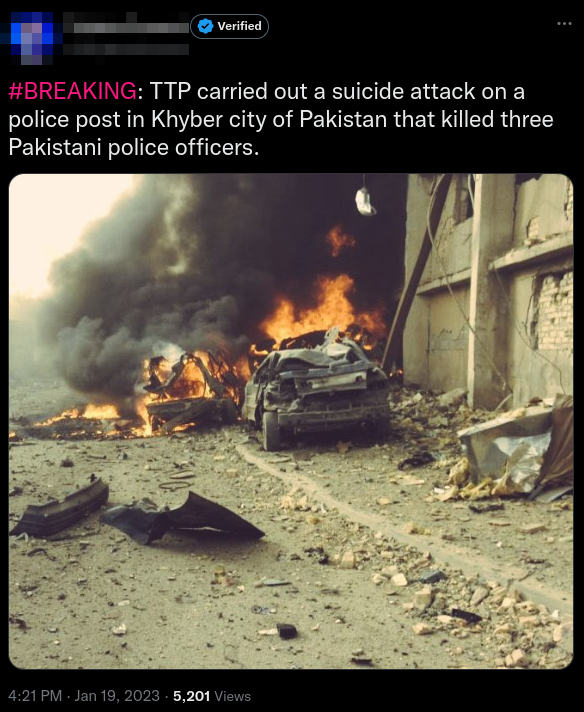 Verified
#BREAKING: TTP carried out a suicide attack on a
police post in Khyber city of Pakistan that killed three
Pakistani police officers.
4:21 PM · Jan 19, 2023 · 5,201 Views